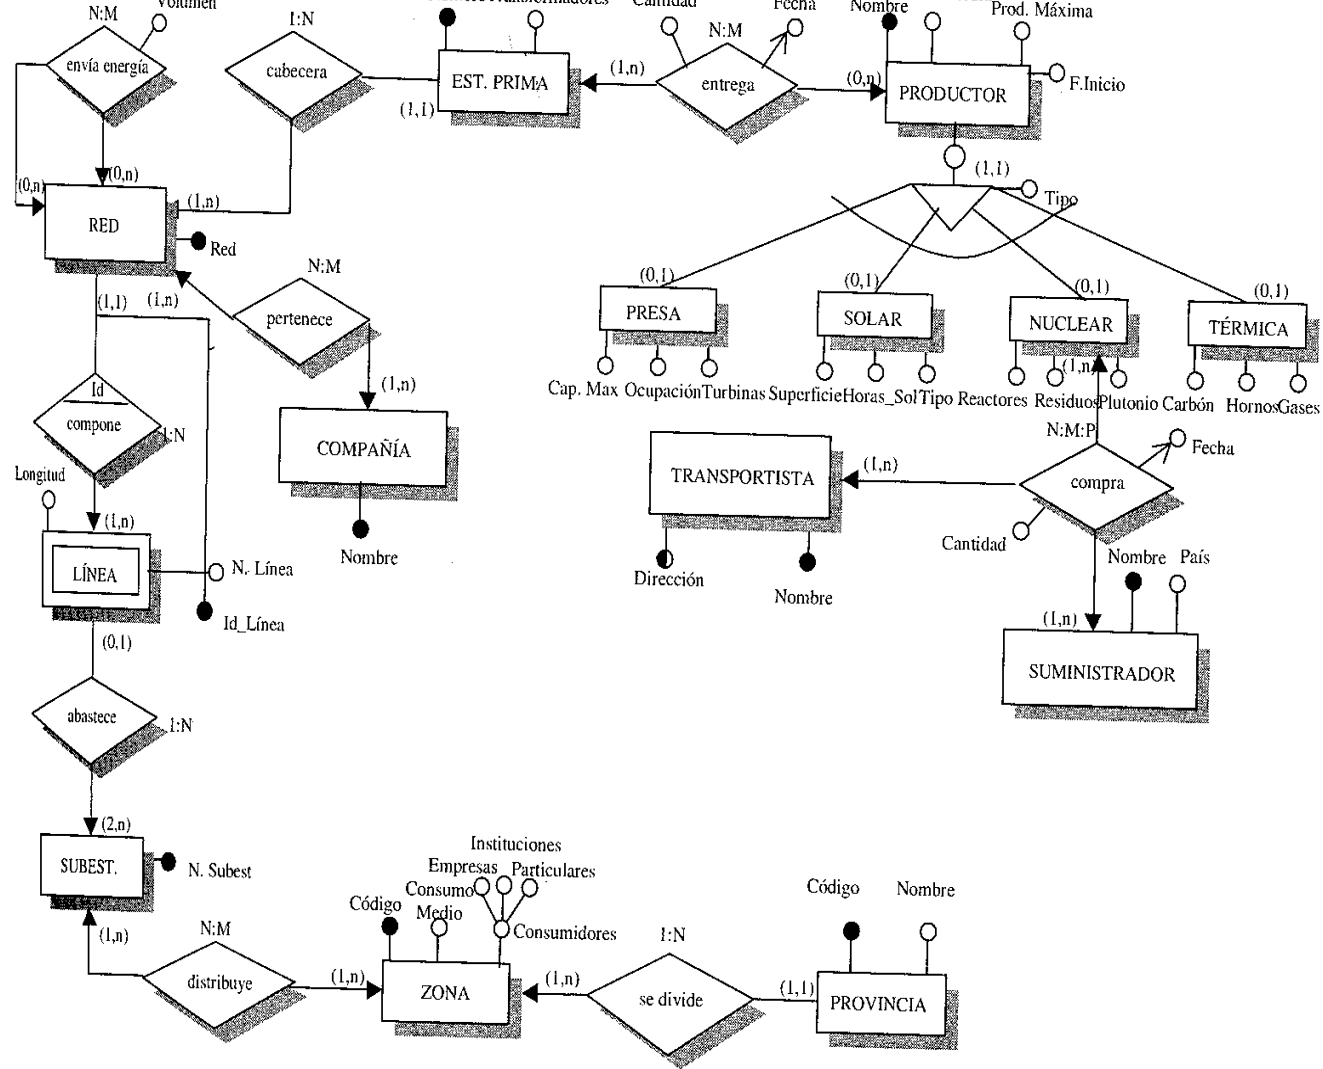 Volumen
N:M
envía energía
(0,n)
(0,n)
1:N
cabecera
(1,n)
EST. PRIMA
(1,1)
(1,n)
Cantidad
Fecha
N:M
entrega
(0,n)
Nombre
Prod. Máxima
F.Inicio
PRODUCTOR
(1,1)
Tipo
RED
Red
(1,1)
(1,n)
N:M
pertenece
(1,n)
COMPAÑÍA
Nombre
(0,1)
(0,1)
(0,1)
(0,1)
PRESA
SOLAR
NUCLEAR
TÉRMICA
Cap. Max
Ocupación
Turbinas
Superficie
Horas_Sol
Tipo
Reactores
Residuos
Plutonio
Carbón
Hornos
Gases
(1,n)
N:M:P
compra
Fecha
Cantidad
(1,n)
TRANSPORTISTA
Dirección
Nombre
(1,n)
Nombre
País
SUMINISTRADOR
Id
compone
1:N
Longitud
(1,n)
LÍNEA
N. Línea
Id_Línea
(0,1)
abastece
1:N
(2,n)
SUBEST.
N. Subest
(1,n)
N:M
distribuye
(1,n)
Instituciones
Empresas
Particulares
Consumo
Medio
Código
Consumidores
ZONA
(1,n)
1:N
se divide
(1,1)
Código
Nombre
PROVINCIA